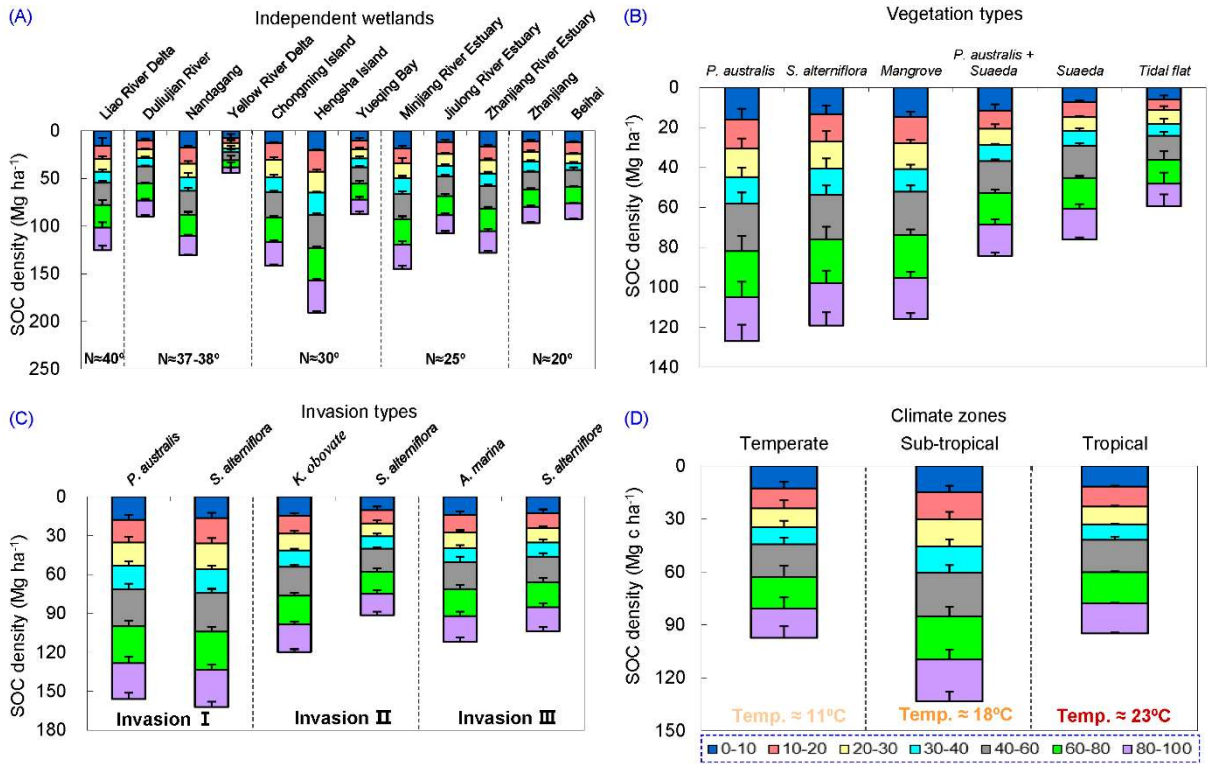 (A)
Independent wetlands
Liao River Delta
Duliujian River
Nandagang
Yellow River Delta
Chongming Island
Hengsha Island
Yueqing Bay
Minjiang River Estuary
Jiulong River Estuary
Zhanjiang River Estuary
Zhanjiang
Beihai
SOC density (Mg ha⁻¹)
0
50
100
150
200
250
N≈40º
N≈37-38º
N≈30º
N≈25º
N≈20º
(B)
Vegetation types
P. australis
S. alterniflora
Mangrove
P. australis +
Suaeda
Suaeda
Tidal flat
SOC density (Mg ha⁻¹)
0
20
40
60
80
100
120
140
(C)
Invasion types
P. australis
S. alterniflora
K. obovate
S. alterniflora
A. marina
S. alterniflora
SOC density (Mg ha⁻¹)
0
30
60
90
120
150
180
Invasion I
Invasion II
Invasion III
(D)
Climate zones
Temperate
Sub-tropical
Tropical
SOC density (Mg c ha⁻¹)
0
30
60
90
120
150
Temp. ≈ 11ºC
Temp. ≈ 18ºC
Temp. ≈ 23ºC
0-10 10-20 20-30 30-40 40-60 60-80 80-100